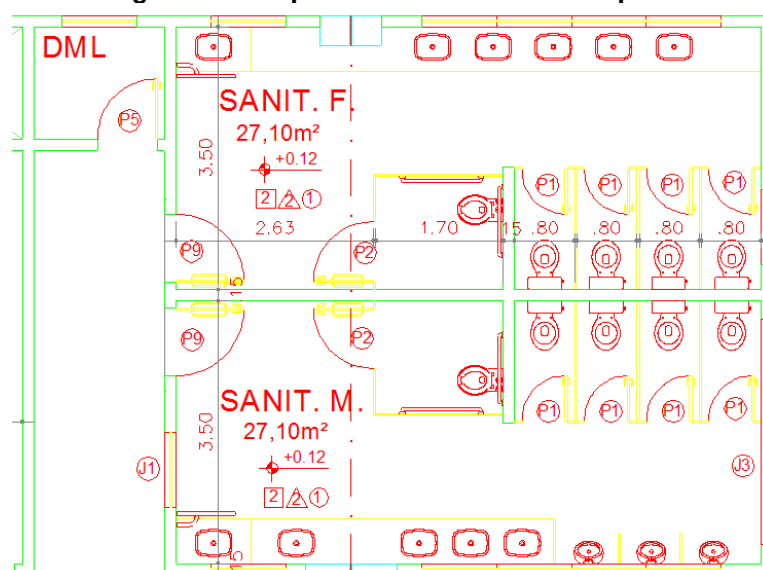 DML
SANIT. F.
27,10m²
+0.12
2 2 1
3.50
P5
P1 P1 P1 P1
2.63 1.70 15 .80 .80 .80 .80
P9 P2
15
P9 P2
P1 P1 P1 P1
SANIT. M.
27,10m²
+0.12
2 2 1
3.50
J1
J3
15